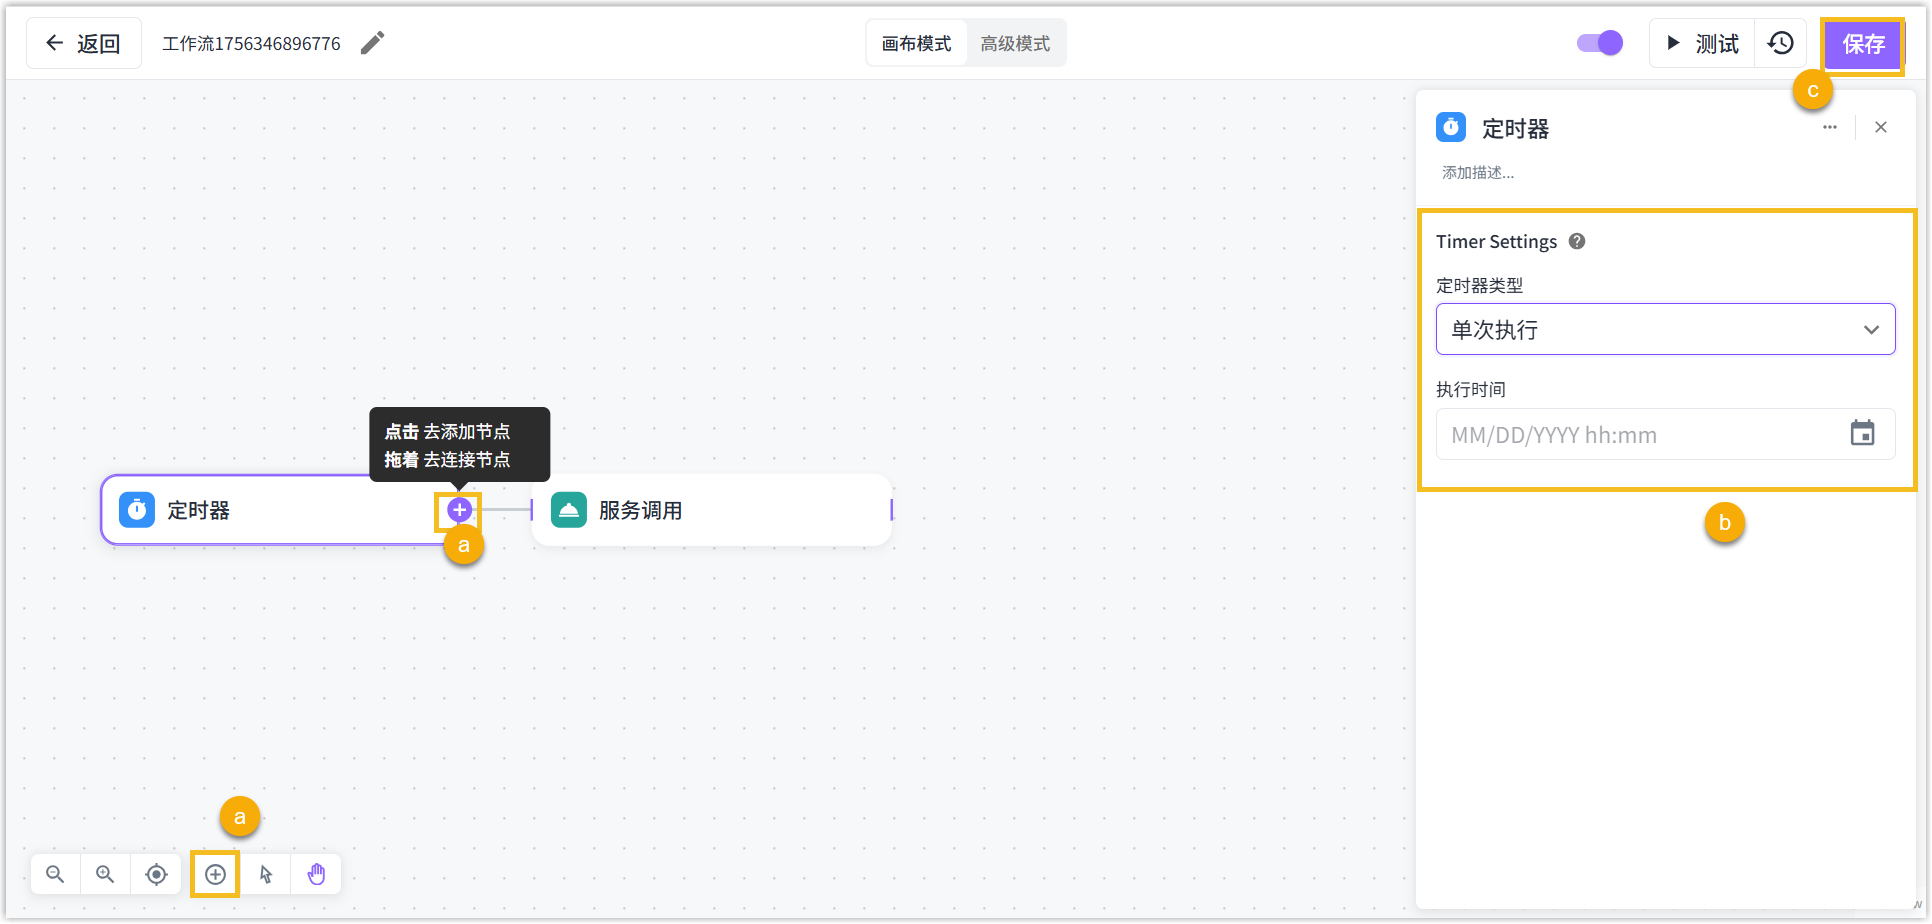 返回
工作流1756346896776
画布模式
高级模式
测试
保存
c
定时器
添加描述...
Timer Settings
定时器类型
单次执行
执行时间
MM/DD/YYYY hh:mm
b
点击 去添加节点
拖着 去连接节点
定时器
服务调用
a
a